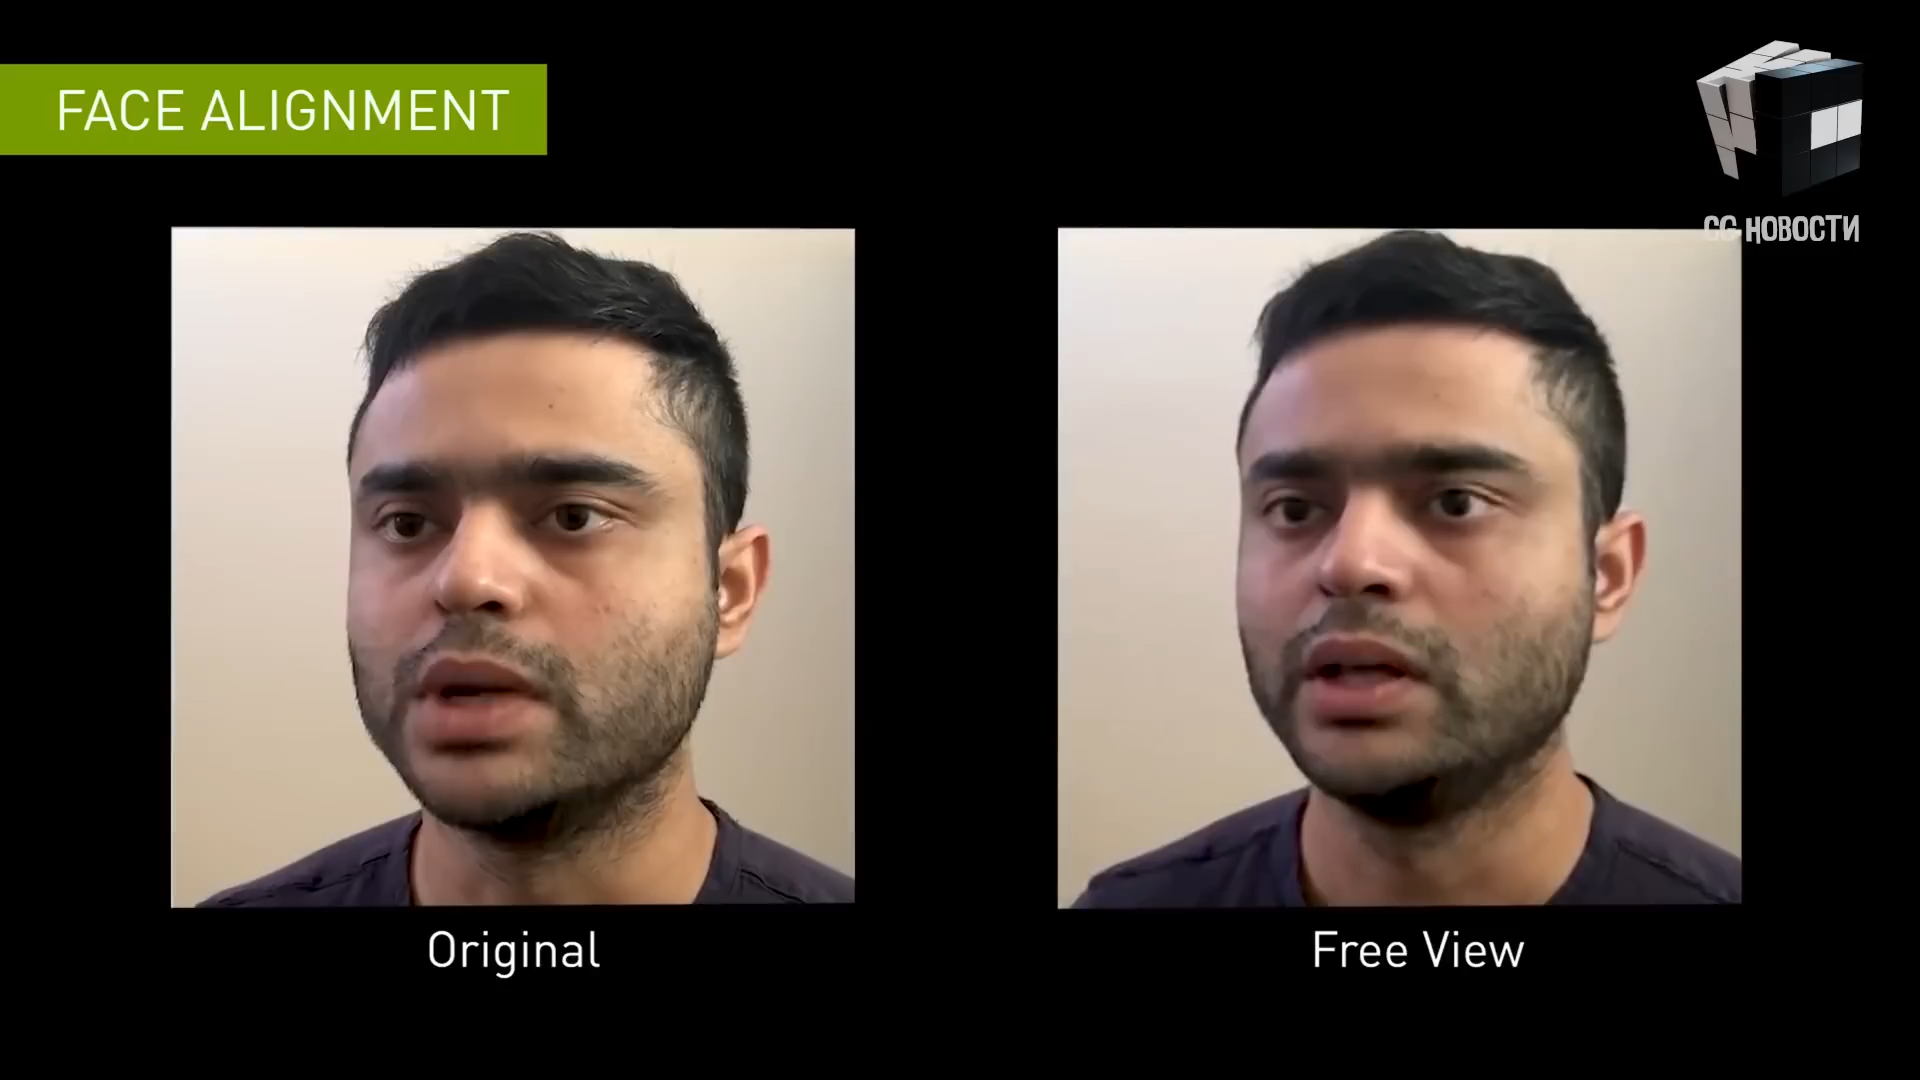 FACE ALIGNMENT
CG НОВОСТИ
Original
Free View